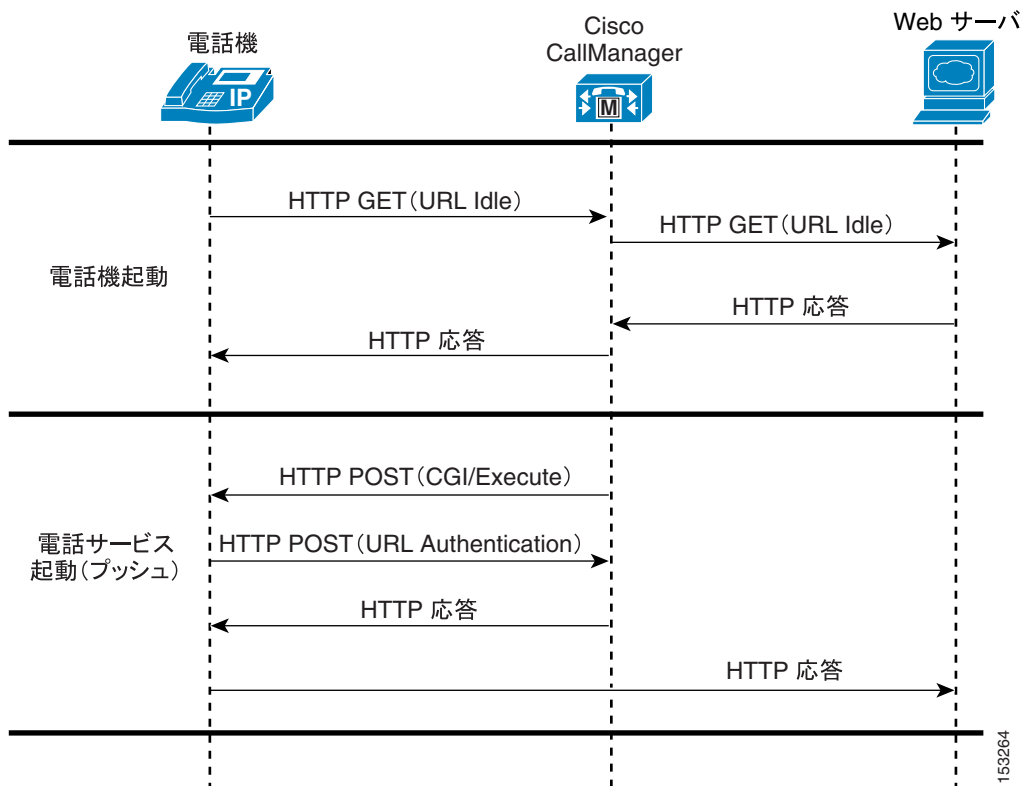 電話機
Cisco
CallManager
Web サーバ
IP
M
HTTP GET（URL Idle）
HTTP GET（URL Idle）
電話機起動
HTTP 応答
HTTP 応答
HTTP POST（CGI/Execute）
電話サービス
起動（プッシュ）
HTTP POST（URL Authentication）
HTTP 応答
HTTP 応答
153264